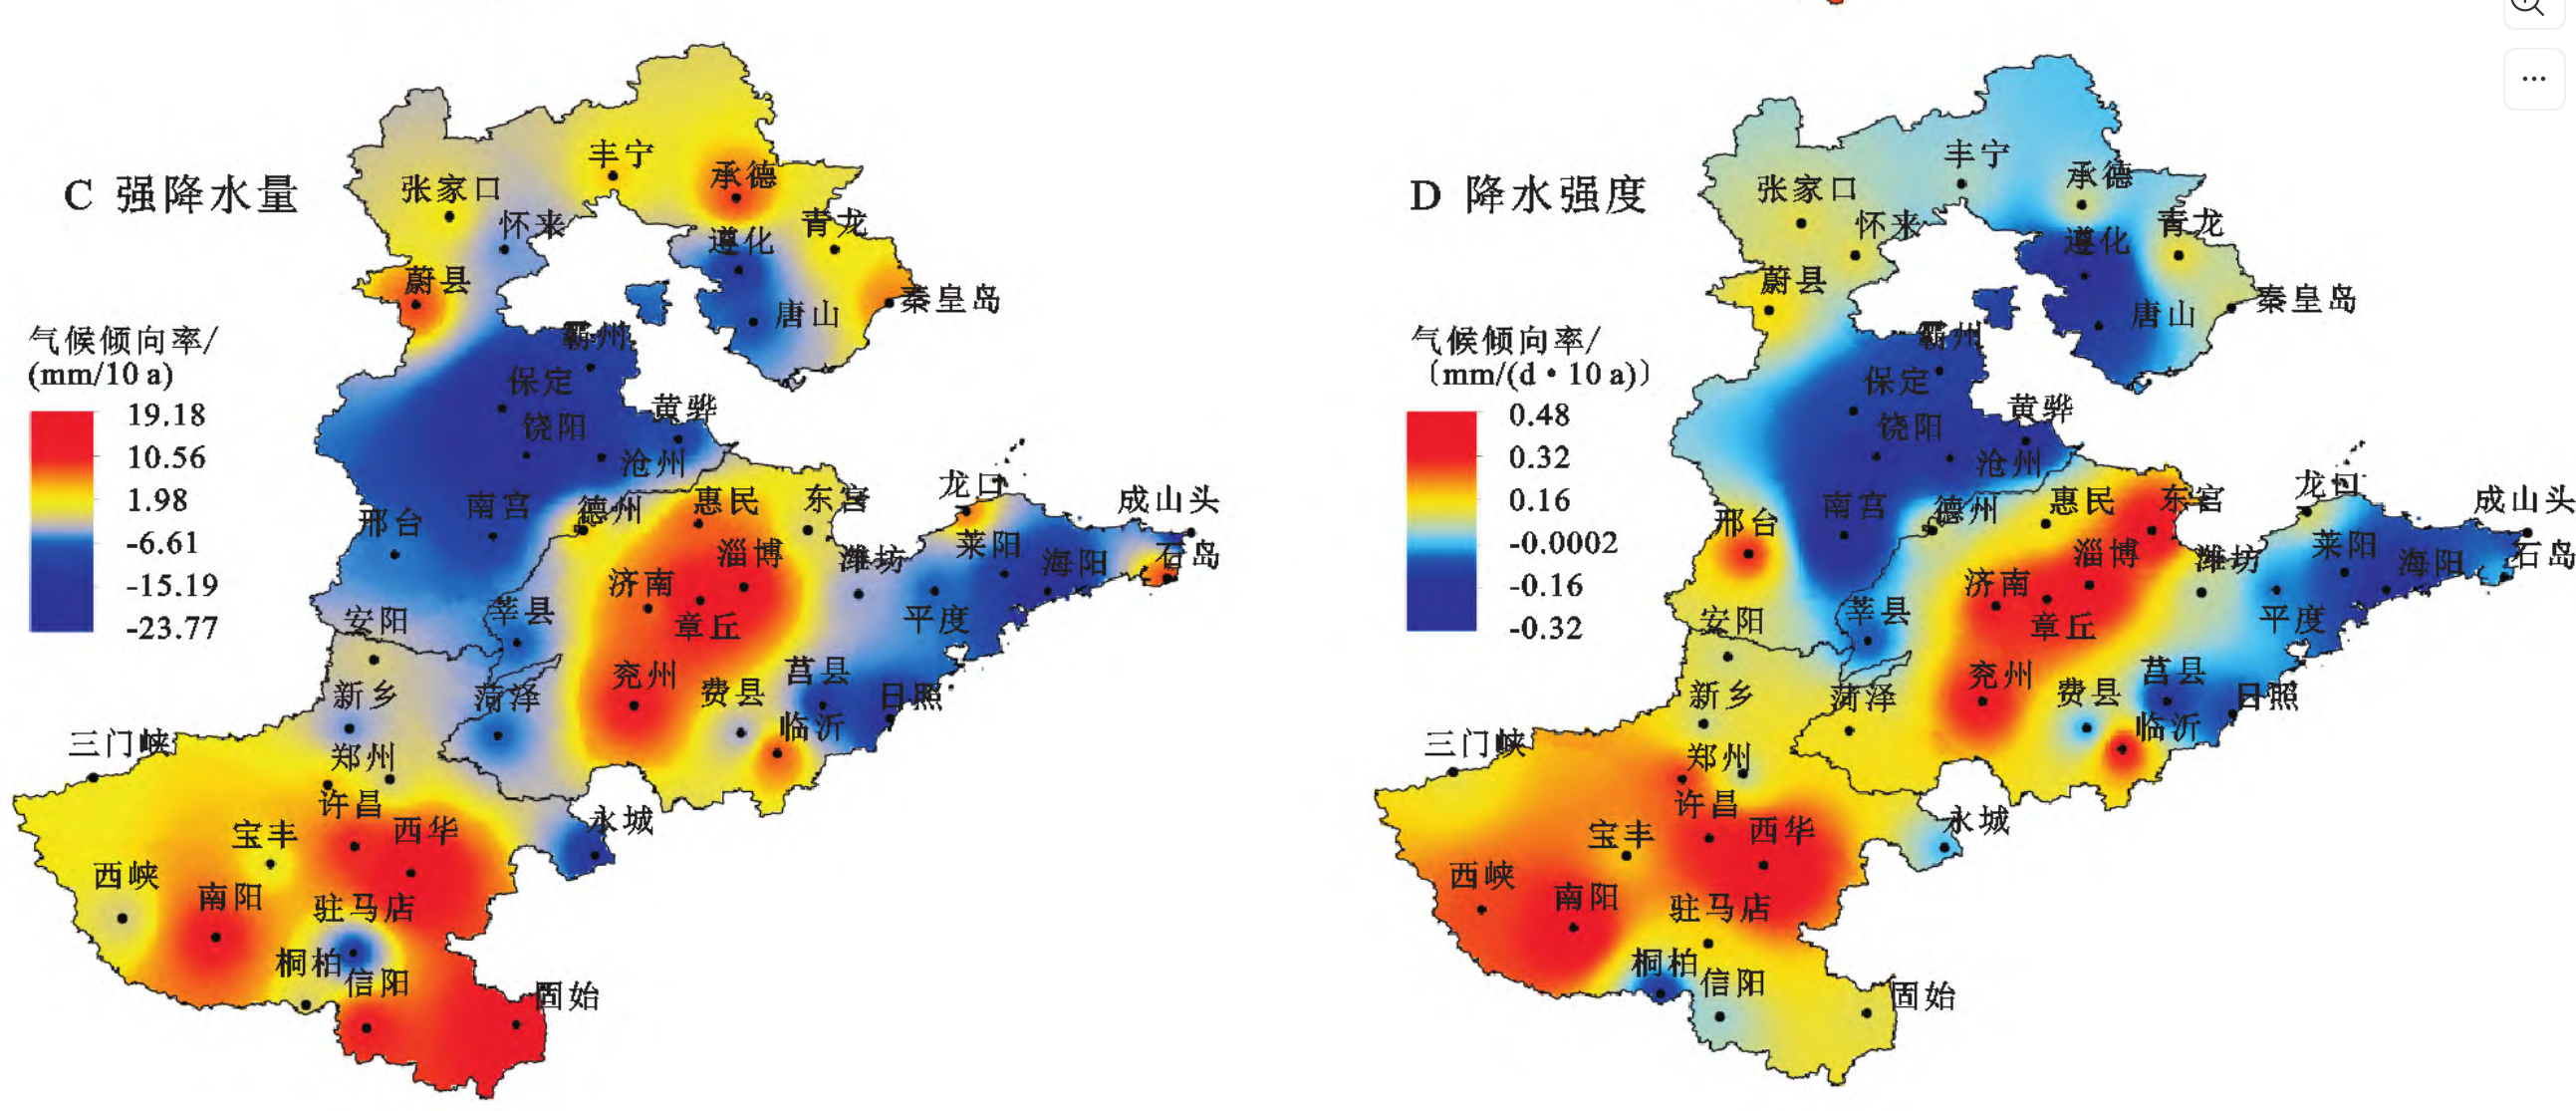 C 强降水量
气候倾向率/
(mm/10 a)
19.18
10.56
1.98
-6.61
-15.19
-23.77
丰宁
承德
张家口
怀来
遵化
青龙
蔚县
唐山
秦皇岛
霸州
保定
饶阳
黄骅
沧州
南宫
德州
惠民
东宫
龙口
成山头
邢台
淄博
潍坊
莱阳
海阳
石岛
济南
安阳
莘县
章丘
平度
兖州
费县
莒县
日照
新乡
菏泽
临沂
三门峡
郑州
许昌
西华
永城
宝丰
西峡
南阳
驻马店
桐柏
信阳
固始
D 降水强度
气候倾向率/
〔mm/(d·10 a)〕
0.48
0.32
0.16
-0.0002
-0.16
-0.32
丰宁
承德
张家口
怀来
遵化
青龙
蔚县
唐山
秦皇岛
霸州
保定
饶阳
黄骅
沧州
南宫
德州
惠民
东宫
龙口
成山头
邢台
淄博
潍坊
莱阳
海阳
石岛
济南
安阳
莘县
章丘
平度
兖州
费县
莒县
日照
新乡
菏泽
临沂
三门峡
郑州
许昌
西华
永城
宝丰
西峡
南阳
驻马店
桐柏
信阳
固始